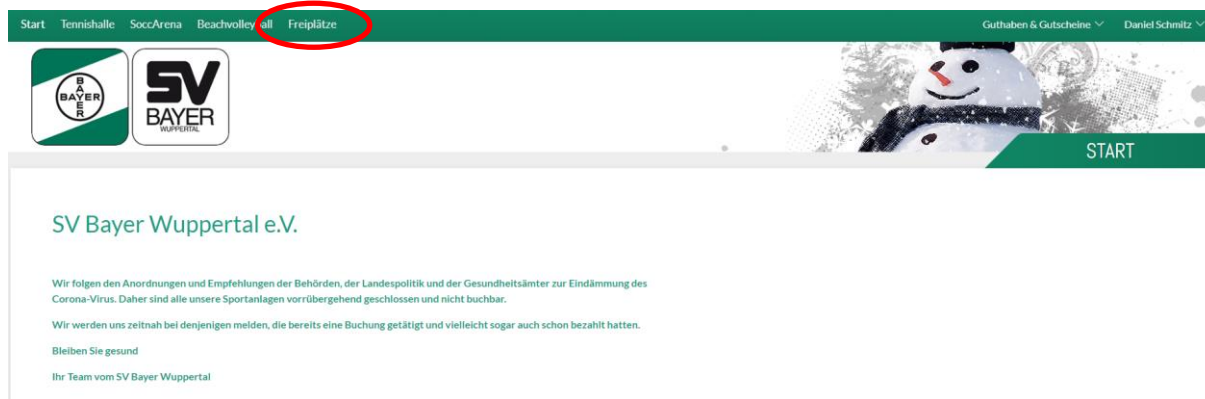 Start Tennishalle SoccArena Beachvolleyball Freiplätze Guthaben & Gutscheine Daniel Schmitz
BAYER
BAYER
SV
BAYER
WUPPERTAL
START
SV Bayer Wuppertal e.V.
Wir folgen den Anordnungen und Empfehlungen der Behörden, der Landespolitik und der Gesundheitsämter zur Eindämmung des
Corona-Virus. Daher sind alle unsere Sportanlagen vorrübergehend geschlossen und nicht buchbar.
Wir werden uns zeitnah bei denjenigen melden, die bereits eine Buchung getätigt und vielleicht sogar auch schon bezahlt hatten.
Bleiben Sie gesund
Ihr Team vom SV Bayer Wuppertal